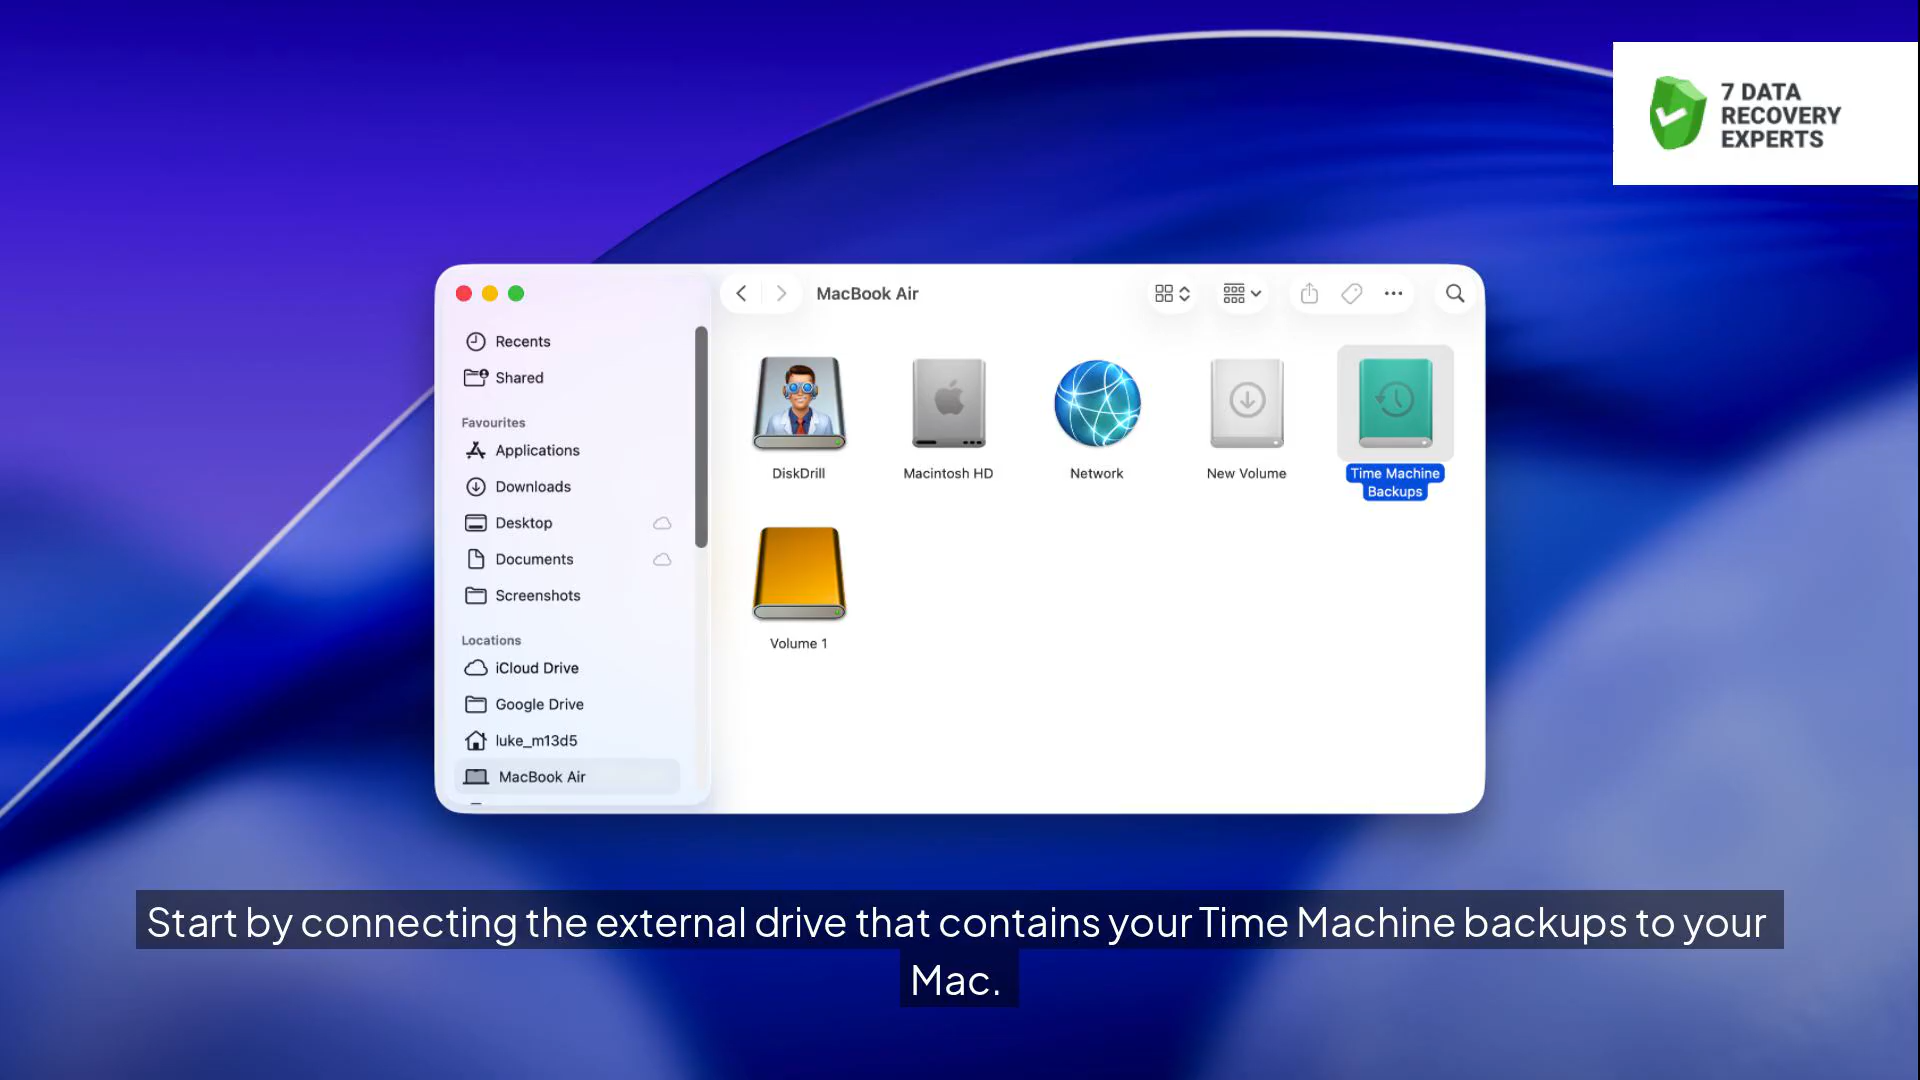 7 DATA
RECOVERY
EXPERTS
MacBook Air
Recents
Shared
Favourites
Applications
Downloads
Desktop
Documents
Screenshots
Locations
iCloud Drive
Google Drive
luke_m13d5
MacBook Air
DiskDrill
Macintosh HD
Network
New Volume
Time Machine
Backups
Volume 1
Start by connecting the external drive that contains your Time Machine backups to your
Mac.